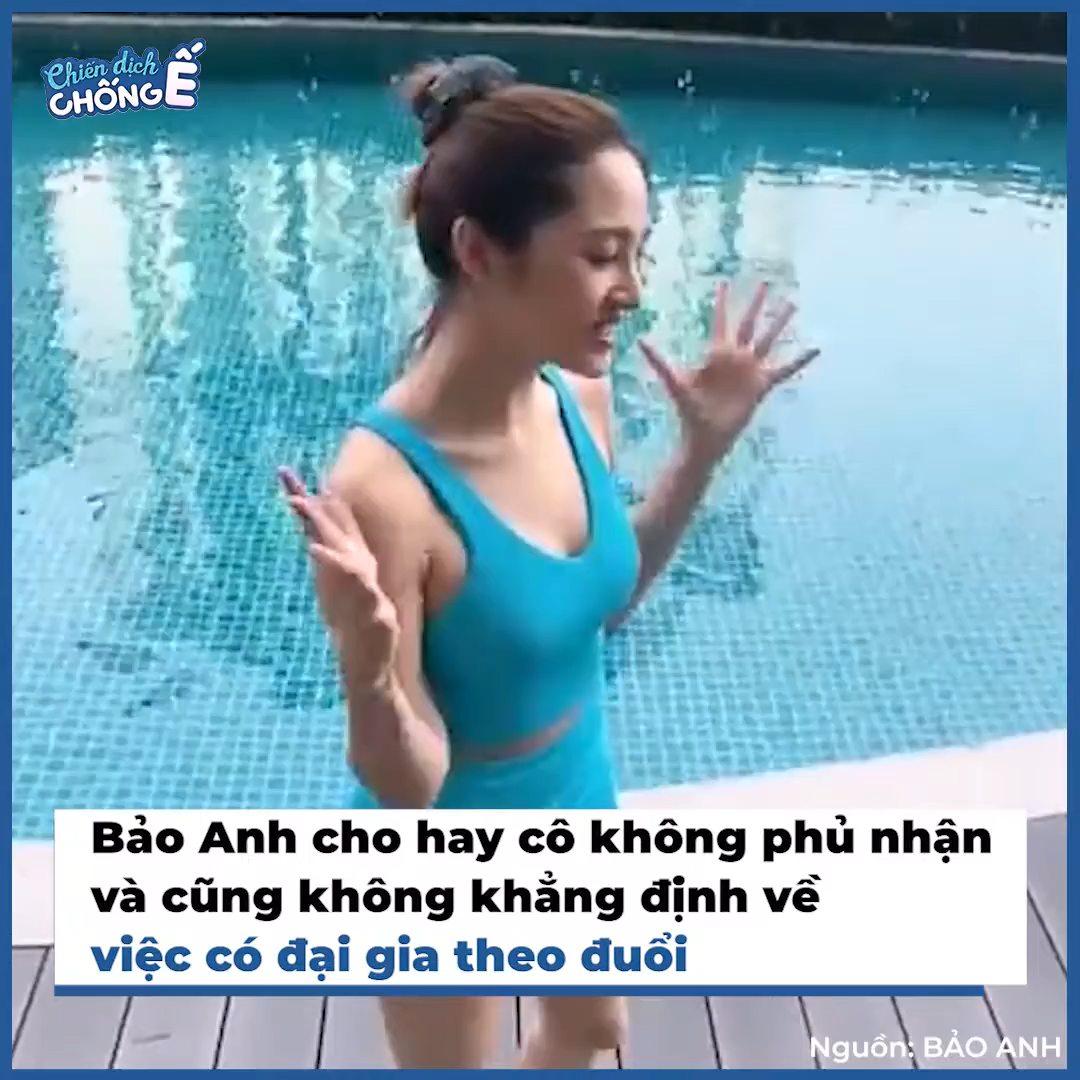 Chiến dịch
CHỐNG Ế
Bảo Anh cho hay cô không phủ nhận
và cũng không khẳng định về
việc có đại gia theo đuổi
Nguồn: BẢO ANH